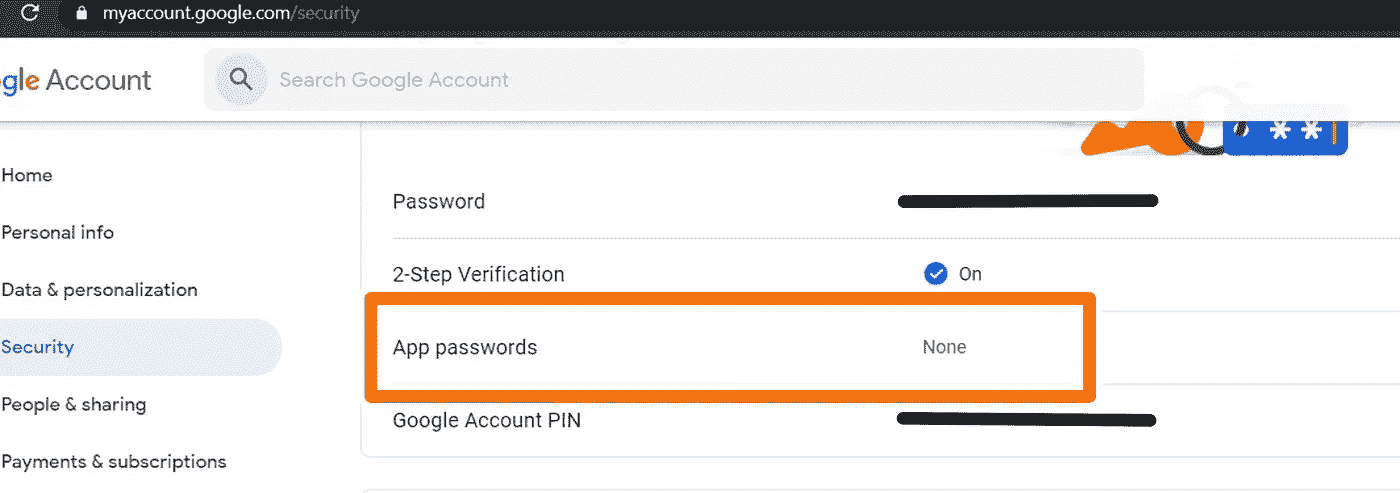 myaccount.google.com/security
gle Account
Search Google Account
**
Home
Password
Personal info
2-Step Verification
On
Data & personalization
Security
App passwords
None
People & sharing
Google Account PIN
Payments & subscriptions